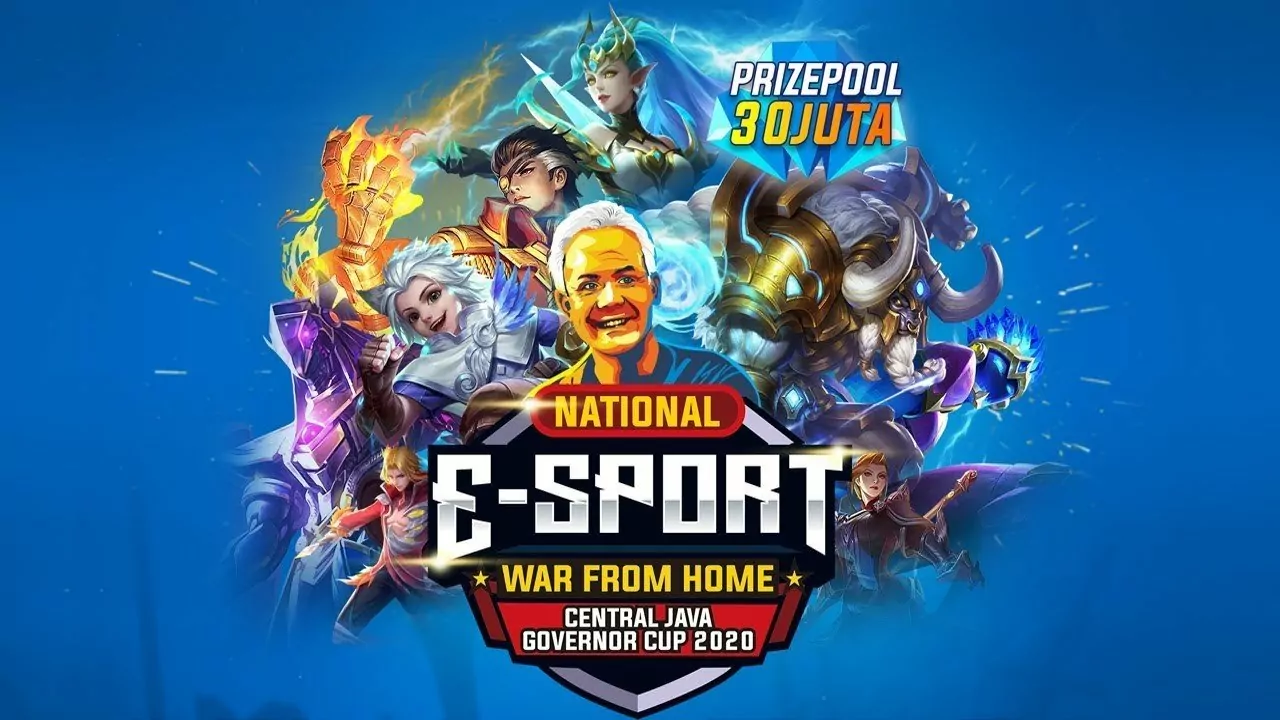 PRIZEPOOL
30JUTA
NATIONAL
E-SPORT
WAR FROM HOME
CENTRAL JAVA
GOVERNOR CUP 2020